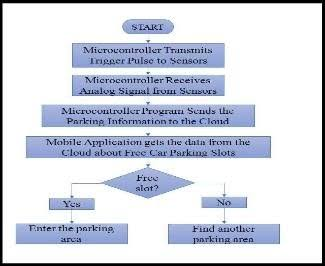 START
Microcontroller Transmits
Trigger Pulse to Sensors
Microcontroller Receives
Analog Signal from Sensors
Microcontroller Program Sends the
Parking Information to the Cloud
Mobile Application gets the data from the
Cloud about Free Car Parking Slots
Free
slot?
Yes
No
Enter the parking
area
Find another
parking area